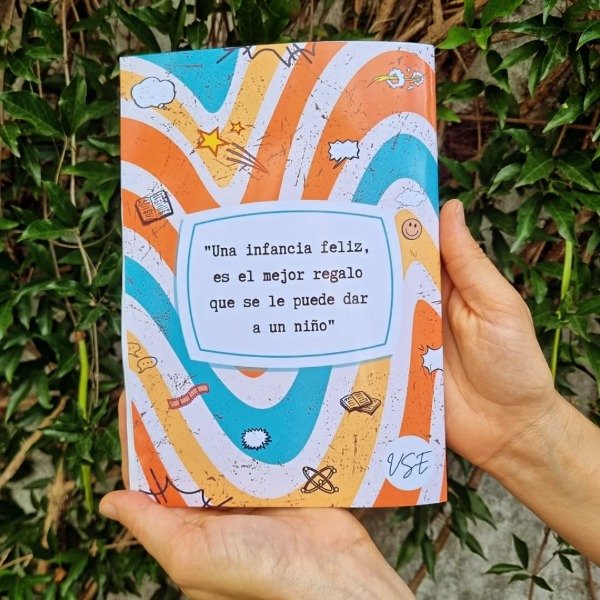 "Una infancia feliz,
es el mejor regalo
que se le puede dar
a un niño"
VSE